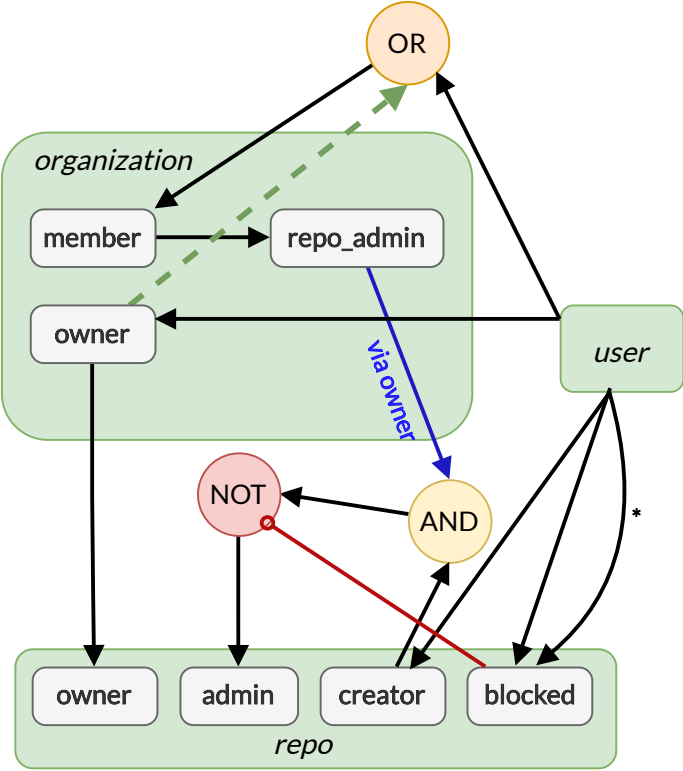 OR
organization
member
repo_admin
owner
user
via owner
NOT
AND
*
owner
admin
creator
blocked
repo